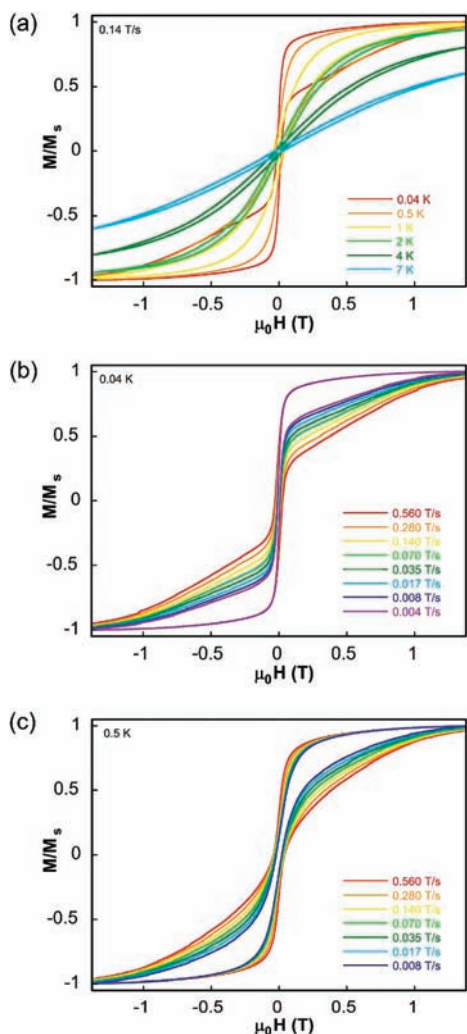 (a)
0.14 T/s
1
0.5
0
-0.5
-1
M/Ms
0.04 K
0.5 K
1 K
2 K
4 K
7 K
-1 -0.5 0 0.5 1
μ0H (T)
(b)
0.04 K
1
0.5
0
-0.5
-1
M/Ms
0.560 T/s
0.280 T/s
0.140 T/s
0.070 T/s
0.035 T/s
0.017 T/s
0.008 T/s
0.004 T/s
-1 -0.5 0 0.5 1
μ0H (T)
(c)
0.5 K
1
0.5
0
-0.5
-1
M/Ms
0.560 T/s
0.280 T/s
0.140 T/s
0.070 T/s
0.035 T/s
0.017 T/s
0.008 T/s
-1 -0.5 0 0.5 1
μ0H (T)